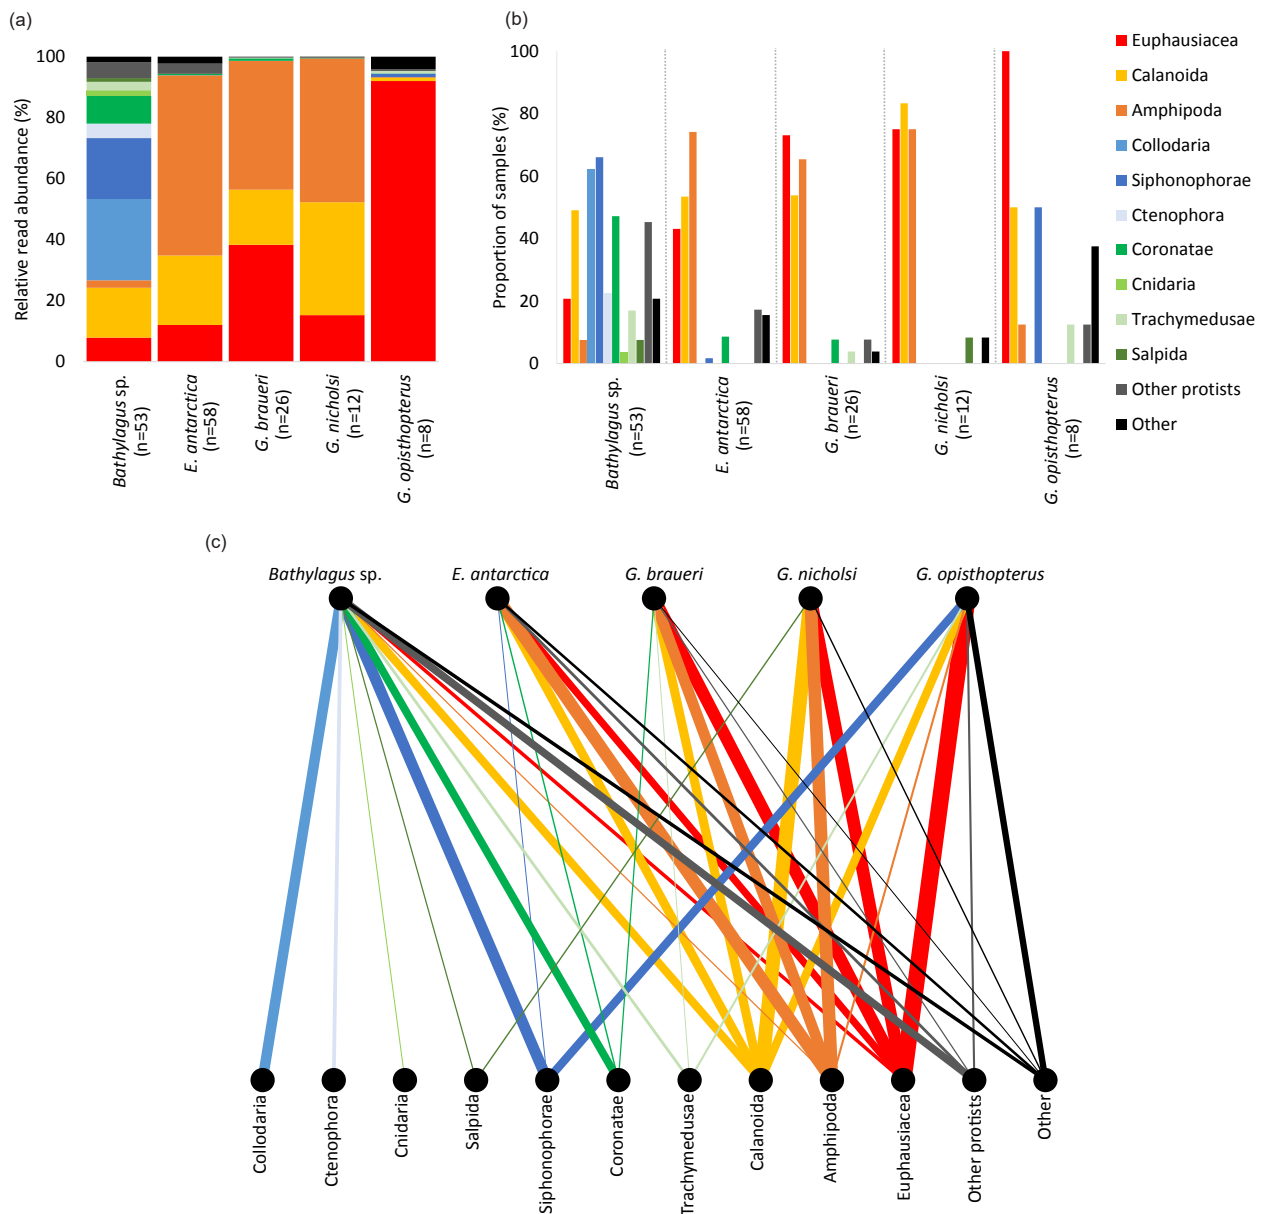 (a)
Relative read abundance (%)
100
80
60
40
20
0
Bathylagus sp.
(n=53)
E. antarctica
(n=58)
G. braueri
(n=26)
G. nicholsi
(n=12)
G. opisthopterus
(n=8)
(b)
Proportion of samples (%)
100
80
60
40
20
0
Bathylagus sp.
(n=53)
E. antarctica
(n=58)
G. braueri
(n=26)
G. nicholsi
(n=12)
G. opisthopterus
(n=8)
Euphausiacea
Calanoida
Amphipoda
Collodaria
Siphonophorae
Ctenophora
Coronatae
Cnidaria
Trachymedusae
Salpida
Other protists
Other
(c)
Bathylagus sp.
E. antarctica
G. braueri
G. nicholsi
G. opisthopterus
Collodaria
Ctenophora
Cnidaria
Salpida
Siphonophorae
Coronatae
Trachymedusae
Calanoida
Amphipoda
Euphausiacea
Other protists
Other